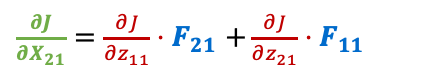 ∂J/∂X₂₁ = ∂J/∂z₁₁ · F₂₁ + ∂J/∂z₂₁ · F₁₁